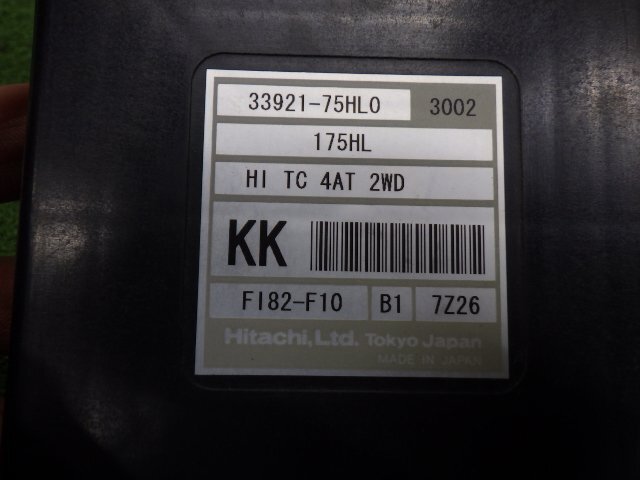 33921-75HL0 3002
175HL
HI TC 4AT 2WD
KK
FI82-F10 B1 7Z26
Hitachi, Ltd. Tokyo Japan
MADE IN JAPAN